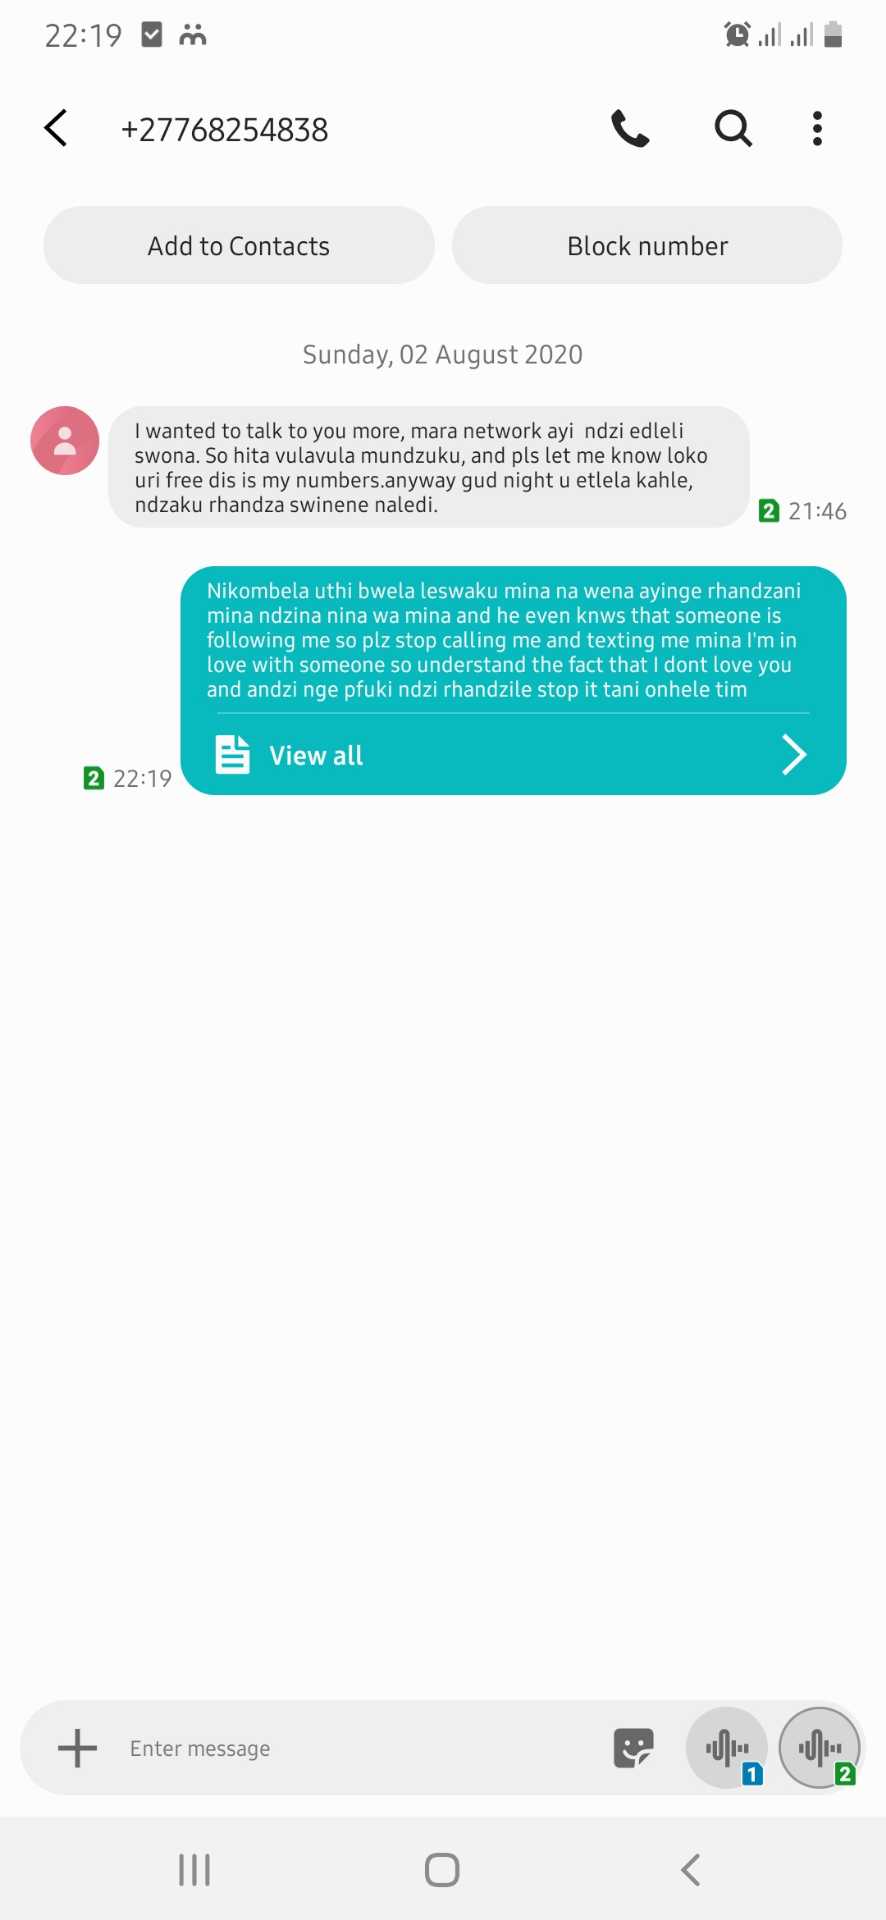 22:19
+27768254838
Add to Contacts
Block number
Sunday, 02 August 2020
I wanted to talk to you more, mara network ayi  ndzi edleli
swona. So hita vulavula mundzuku, and pls let me know loko
uri free dis is my numbers.anyway gud night u etlela kahle,
ndzaku rhandza swinene naledi.
2 21:46
Nikombela uthi bwela leswaku mina na wena ayinge rhandzani
mina ndzina nina wa mina and he even knws that someone is
following me so plz stop calling me and texting me mina I'm in
love with someone so understand the fact that I dont love you
and andzi nge pfuki ndzi rhandzile stop it tani onhele tim
View all
2 22:19
Enter message
1
2